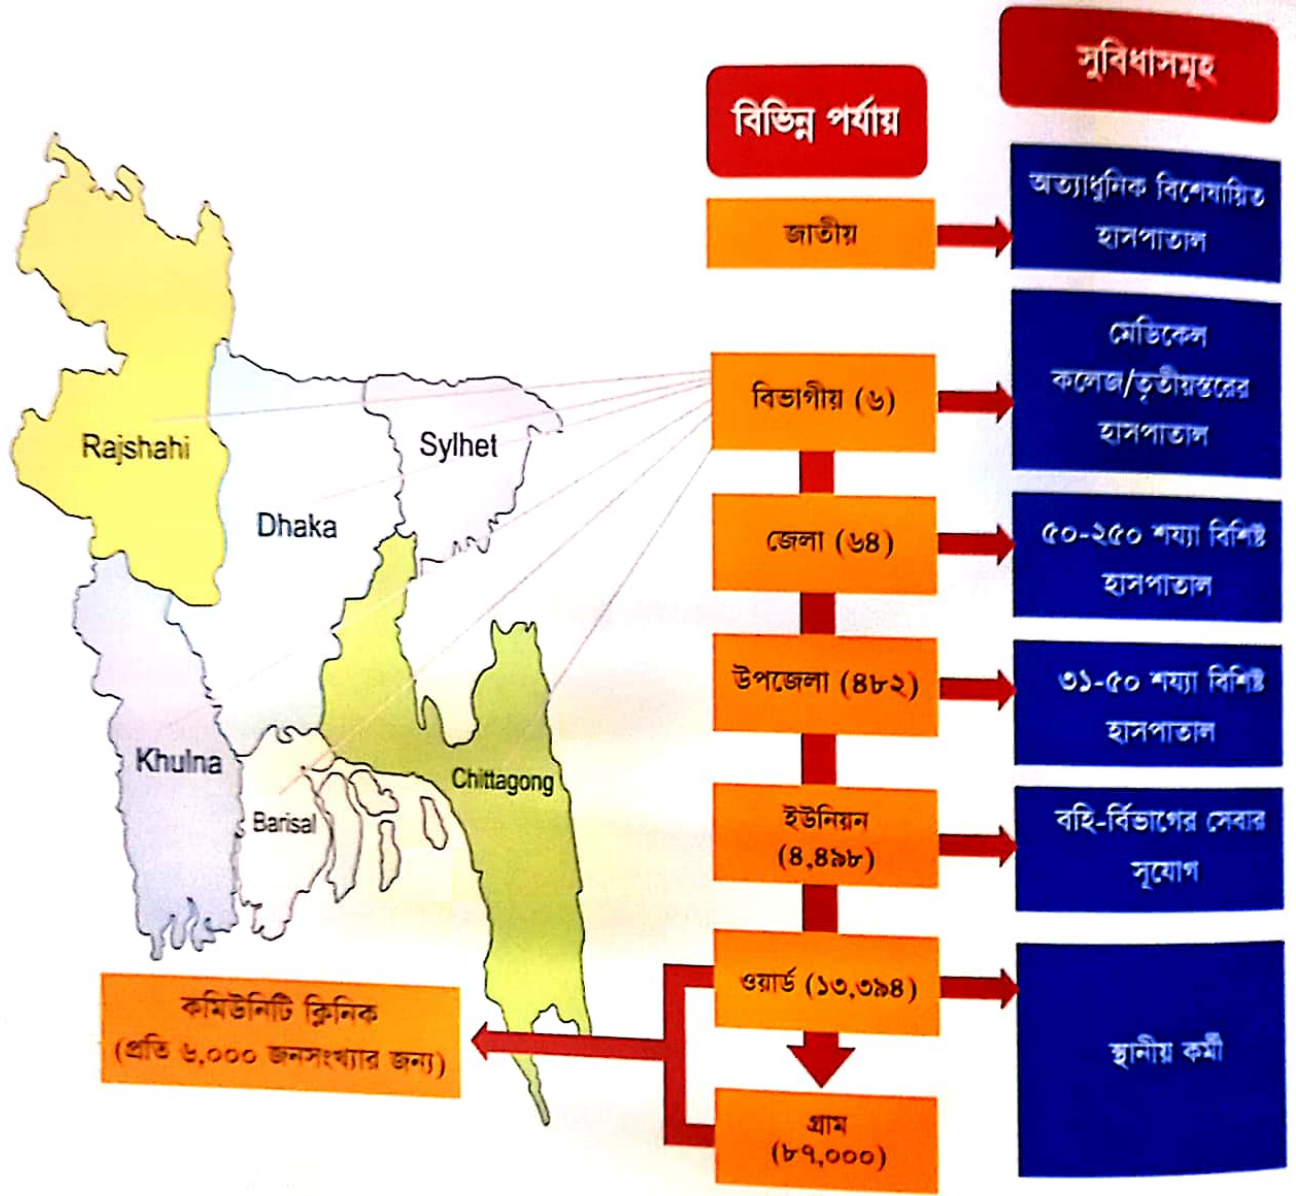 সুবিধাসমূহ
বিভিন্ন পর্যায়
জাতীয়
অত্যাধুনিক বিশেষায়িত
হাসপাতাল
বিভাগীয় (৬)
মেডিকেল
কলেজ/তৃতীয়স্তরের
হাসপাতাল
জেলা (৬৪)
৫০-২৫০ শয্যা বিশিষ্ট
হাসপাতাল
উপজেলা (৪৮২)
৩১-৫০ শয্যা বিশিষ্ট
হাসপাতাল
ইউনিয়ন
(৪,৪৯৮)
বহি-র্বিভাগের সেবার
সূযোগ
ওয়ার্ড (১৩,৩৯৪)
স্থানীয় কর্মী
গ্রাম
(৮৭,০০০)
কমিউনিটি ক্লিনিক
(প্রতি ৬,০০০ জনসংখ্যার জন্য)
Rajshahi
Sylhet
Dhaka
Khulna
Barisal
Chittagong